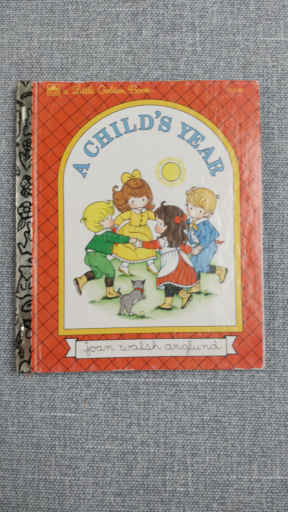 a Little Golden Book
A CHILD'S YEAR
joan walsh anglund